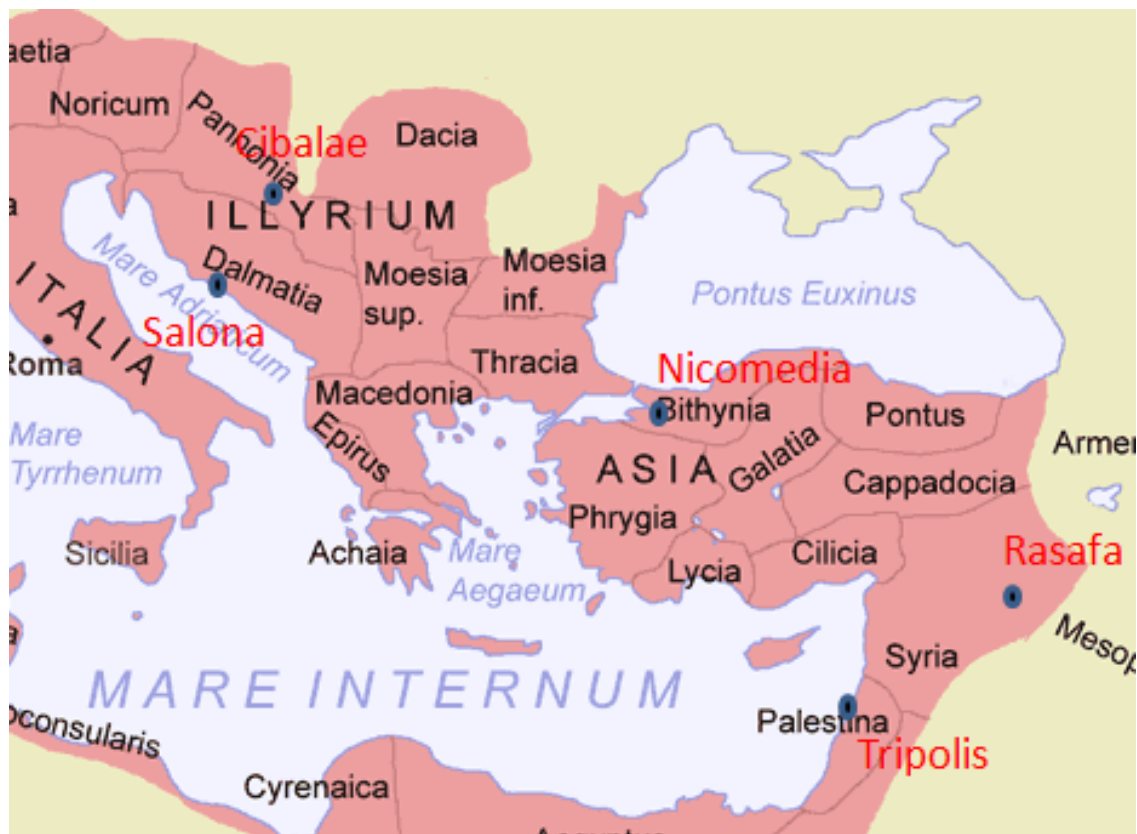 aetia
Noricum
Pannonia
Cibalae
Dacia
ILLYRIUM
Mare Adriaticum
Dalmatia
Moesia
sup.
Moesia
inf.
Pontus Euxinus
ITALIA
Salona
Roma
Thracia
Nicomedia
Macedonia
Bithynia
Pontus
Mare
Tyrrhenum
Epirus
ASIA
Galatia
Armen
Cappadocia
Phrygia
Sicilia
Achaia
Mare
Aegaeum
Lycia
Cilicia
Rasafa
Mesop
Syria
MARE INTERNUM
Palestina
oconsularis
Tripolis
Cyrenaica